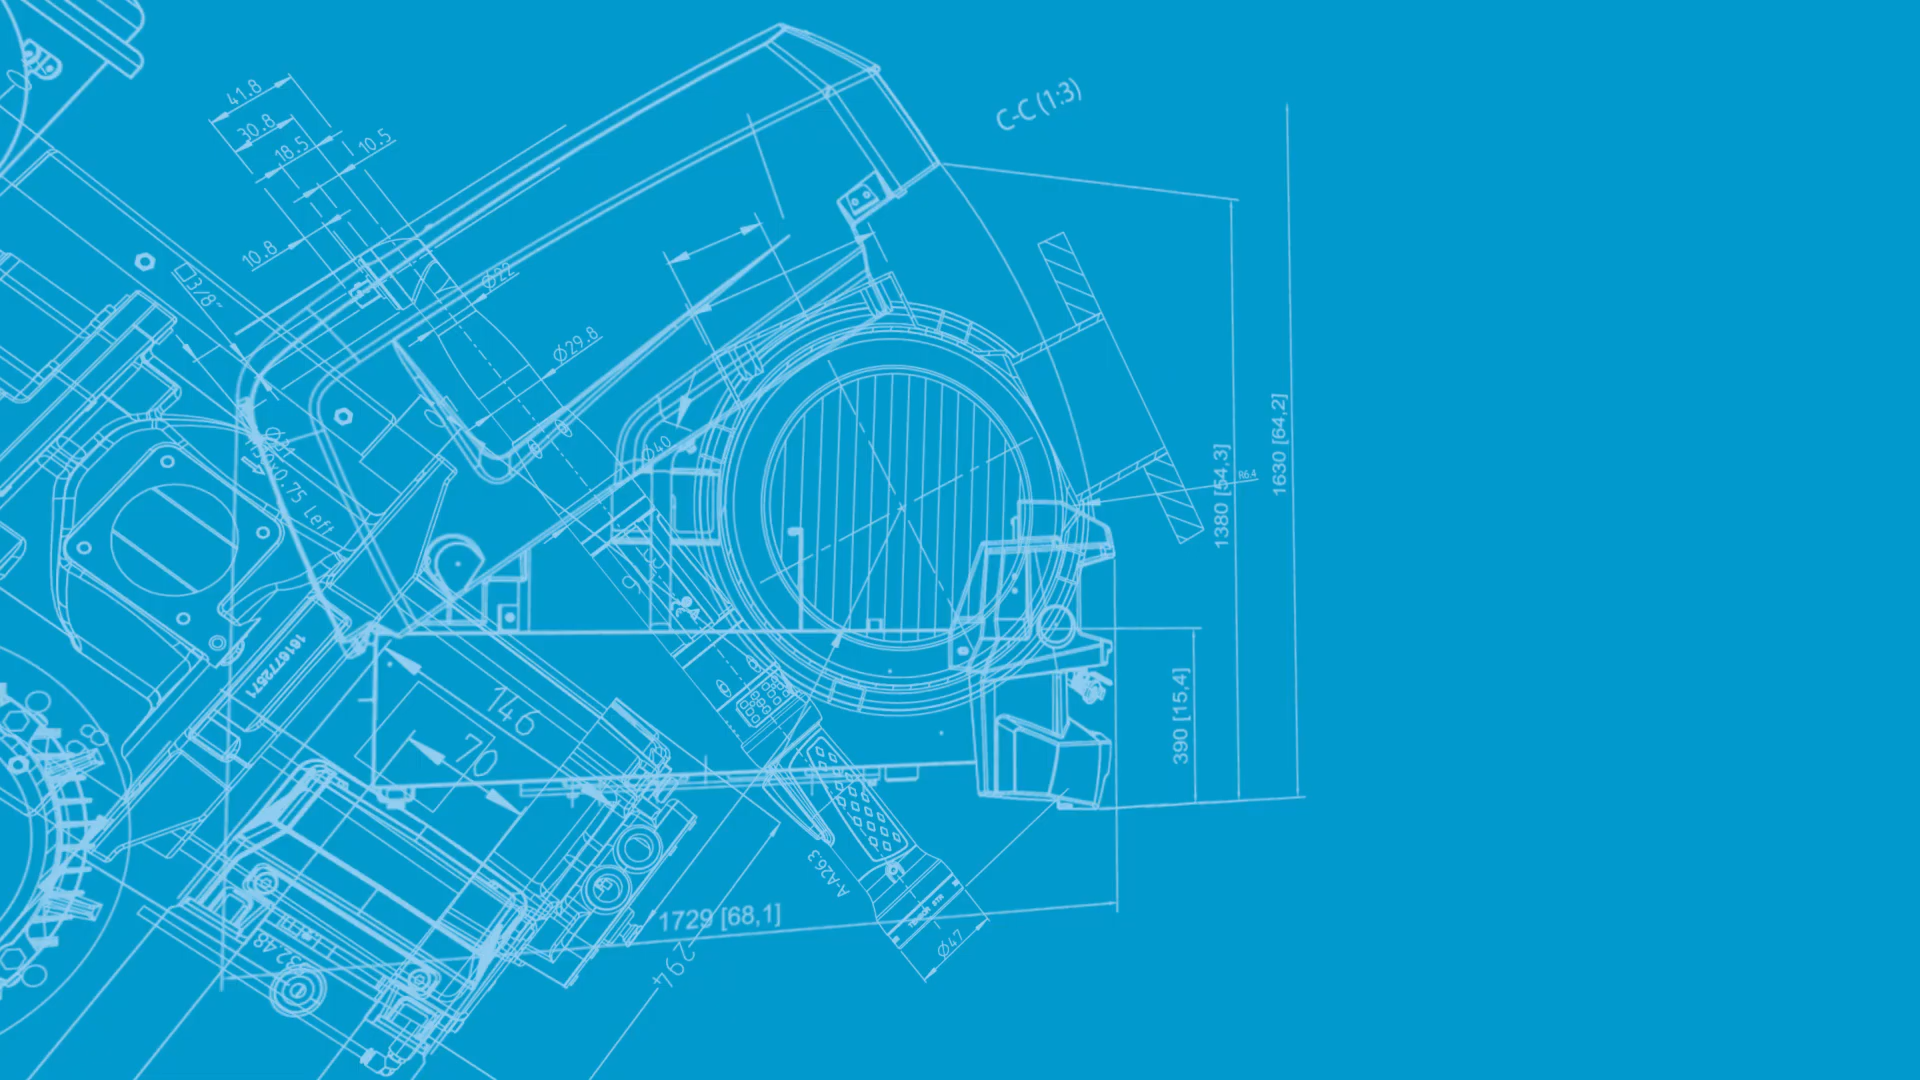 41.8
30.8
18.5
10.5
10.8
□3/8"
Ø22
Ø29.8
Ø40
C-C (1:3)
1630 [64,2]
1380 [54,3]
R6.4
390 [15,4]
0.75 Left
1616772671
146
70
A-A26.3
1729 [68,1]
294
Ø47